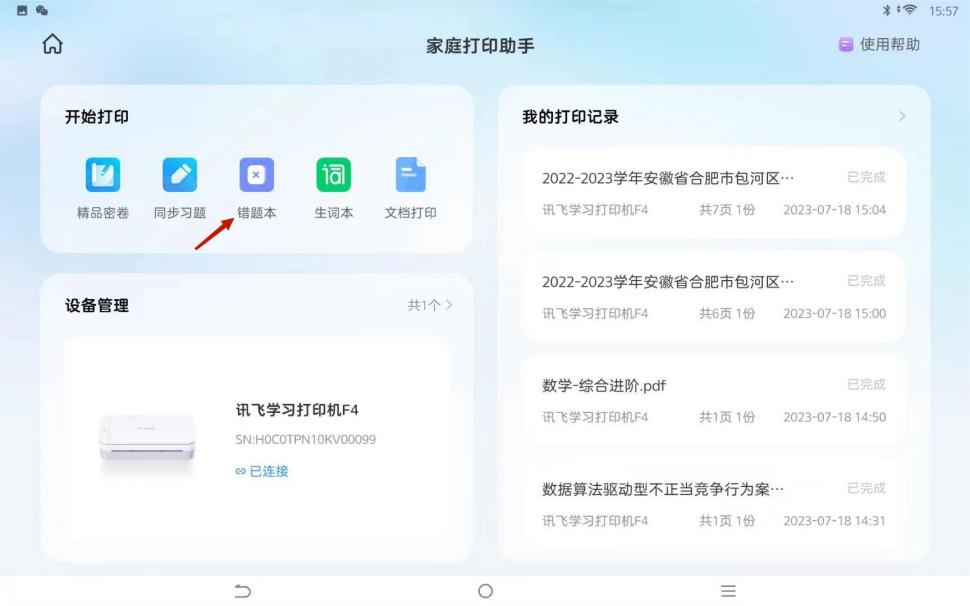 15:57
家庭打印助手
使用帮助
开始打印
精品密卷 同步习题 错题本 生词本 文档打印
设备管理
共1个
讯飞学习打印机F4
SN:H0C0TPN10KV00099
已连接
我的打印记录
2022-2023学年安徽省合肥市包河区… 已完成
讯飞学习打印机F4 共7页 1份 2023-07-18 15:04
2022-2023学年安徽省合肥市包河区… 已完成
讯飞学习打印机F4 共6页 1份 2023-07-18 15:00
数学-综合进阶.pdf 已完成
讯飞学习打印机F4 共1页 1份 2023-07-18 14:50
数据算法驱动型不正当竞争行为案… 已完成
讯飞学习打印机F4 共1页 1份 2023-07-18 14:31